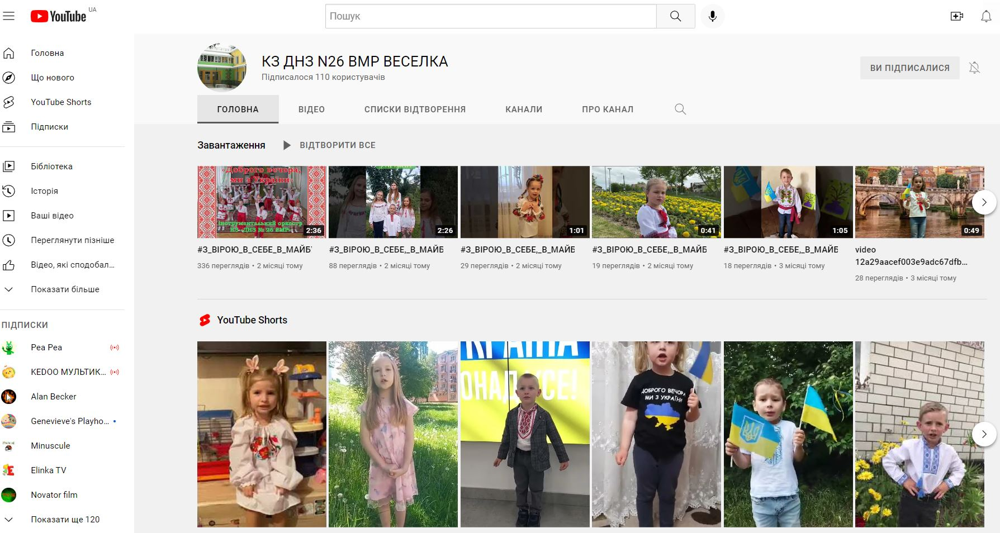 YouTube UA
Пошук
Головна
Що нового
YouTube Shorts
Підписки
Бібліотека
Історія
Ваші відео
Переглянути пізніше
Відео, які сподобал...
Показати більше
ПІДПИСКИ
Pea Pea
KEDOO МУЛЬТИК...
Alan Becker
Genevieve's Playho...
Minuscule
Elinka TV
Novator film
Показати ще 120
КЗ ДНЗ N26 ВМР ВЕСЕЛКА
Підписалося 110 користувачів
ВИ ПІДПИСАЛИСЯ
ГОЛОВНА
ВІДЕО
СПИСКИ ВІДТВОРЕННЯ
КАНАЛИ
ПРО КАНАЛ
Завантаження
ВІДТВОРИТИ ВСЕ
«Доброго вечора,
ми з України»
Інструментальний оркестр
КЗ «ДНЗ № 26 ВМР»
2:36
2:26
1:01
0:41
1:05
0:49
#З_ВІРОЮ_В_СЕБЕ_В_МАЙБ
336 переглядів • 2 місяці тому
#З_ВІРОЮ_В_СЕБЕ,_В_МАЙБ
88 переглядів • 2 місяці тому
#З_ВІРОЮ_В_СЕБЕ,_В_МАЙБ
29 переглядів • 2 місяці тому
#З_ВІРОЮ_В_СЕБЕ,_В_МАЙБ
19 переглядів • 2 місяці тому
#З_ВІРОЮ_В_СЕБЕ,_В_МАЙБ
18 переглядів • 3 місяці тому
video
12a29aacef003e9adc67dfb...
28 переглядів • 3 місяці тому
YouTube Shorts
ДОБРОГО ВЕЧОРА
МИ З УКРАЇНИ